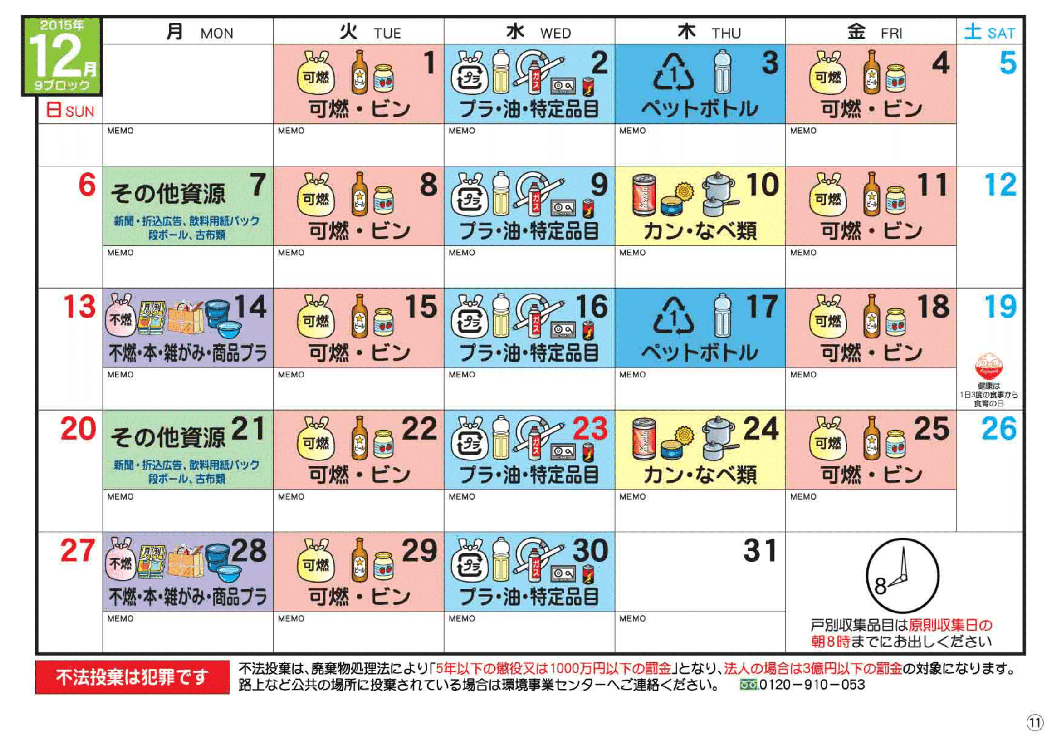 2015年
12月
9ブロック
日 SUN
月 MON
火 TUE
水 WED
木 THU
金 FRI
土 SAT
可燃 1
可燃・ビン
MEMO
プラ ガス 2
プラ・油・特定品目
MEMO
1 3
ペットボトル
MEMO
可燃 4
可燃・ビン
MEMO
5
6
その他資源 7
新聞・折込広告、飲料用紙パック
段ボール、古布類
MEMO
可燃 8
可燃・ビン
MEMO
プラ ガス 9
プラ・油・特定品目
MEMO
10
カン・なべ類
MEMO
可燃 11
可燃・ビン
MEMO
12
13
不燃 月刊 14
不燃・本・雑がみ・商品プラ
MEMO
可燃 15
可燃・ビン
MEMO
プラ ガス 16
プラ・油・特定品目
MEMO
1 17
ペットボトル
MEMO
可燃 18
可燃・ビン
MEMO
19
健康は
1日3度の食事から
食育の日
20
その他資源 21
新聞・折込広告、飲料用紙パック
段ボール、古布類
MEMO
可燃 22
可燃・ビン
MEMO
プラ ガス 23
プラ・油・特定品目
MEMO
24
カン・なべ類
MEMO
可燃 25
可燃・ビン
MEMO
26
27
不燃 月刊 28
不燃・本・雑がみ・商品プラ
MEMO
可燃 29
可燃・ビン
MEMO
プラ ガス 30
プラ・油・特定品目
MEMO
31
MEMO
8
戸別収集品目は原則収集日の
朝8時までにお出しください
不法投棄は犯罪です
不法投棄は、廃棄物処理法により「5年以下の懲役又は1000万円以下の罰金」となり、法人の場合は3億円以下の罰金の対象になります。
路上など公共の場所に投棄されている場合は環境事業センターへご連絡ください。 0120-910-053
⑪